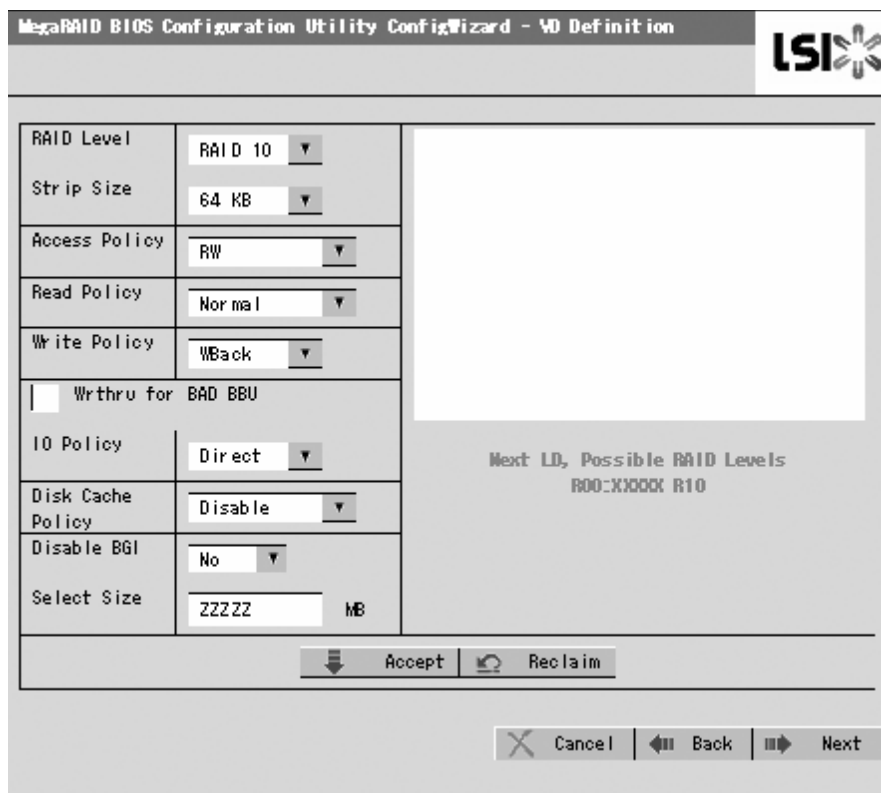 MegaRAID BIOS Configuration Utility ConfigWizard - VD Definition
LSI
RAID Level
RAID 10
Strip Size
64 KB
Access Policy
RW
Read Policy
Normal
Write Policy
WBack
Wrthru for BAD BBU
IO Policy
Direct
Disk Cache
Policy
Disable
Disable BGI
No
Select Size
ZZZZZ MB
Next LD, Possible RAID Levels
R00:XXXXX R10
Accept
Reclaim
Cancel
Back
Next